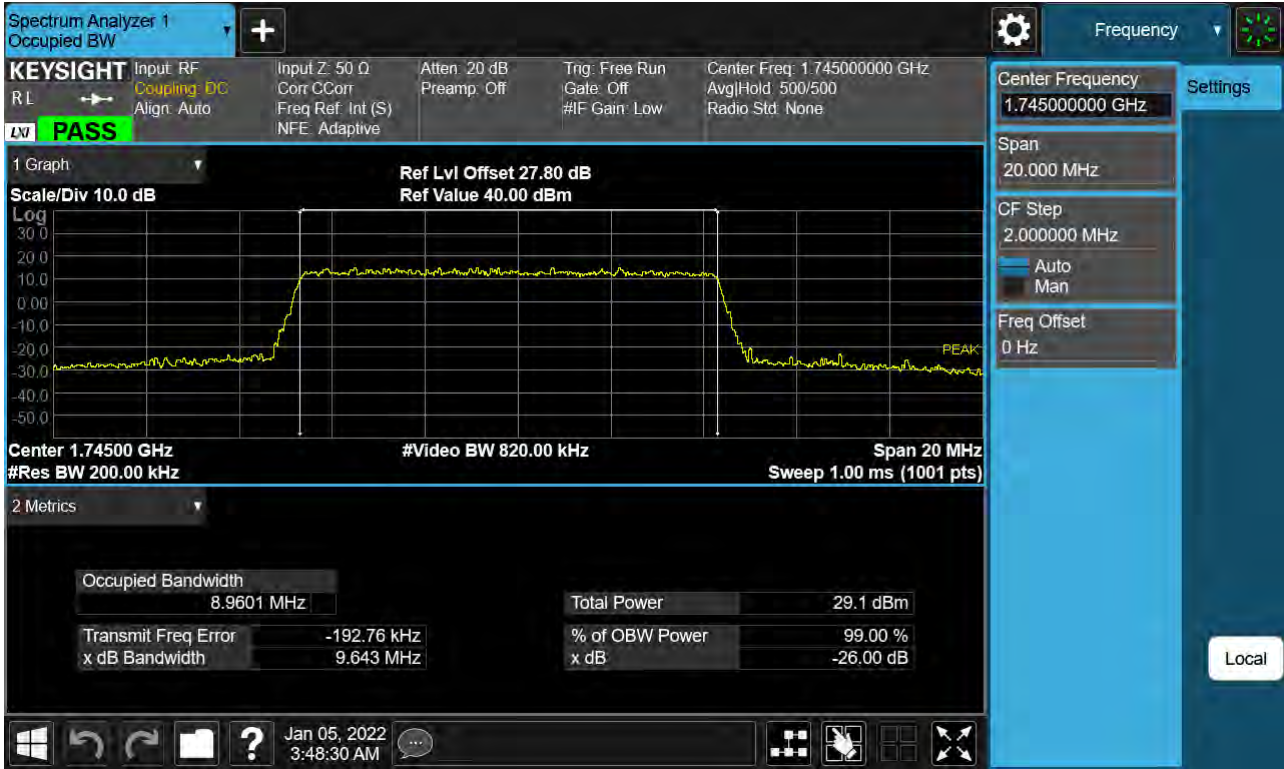 Spectrum Analyzer 1
Occupied BW
+
Frequency
KEYSIGHT
RL
LXI PASS
Input: RF
Coupling: DC
Align: Auto
Input Z: 50 Ω
Corr CCorr
Freq Ref: Int (S)
NFE: Adaptive
Atten: 20 dB
Preamp: Off
Trig: Free Run
Gate: Off
#IF Gain: Low
Center Freq: 1.745000000 GHz
Avg|Hold: 500/500
Radio Std: None
Center Frequency
1.745000000 GHz
Settings
Span
20.000 MHz
CF Step
2.000000 MHz
Auto
Man
Freq Offset
0 Hz
Local
1 Graph
Scale/Div 10.0 dB
Ref Lvl Offset 27.80 dB
Ref Value 40.00 dBm
Log
30.0
20.0
10.0
0.00
-10.0
-20.0
-30.0
-40.0
-50.0
PEAK
Center 1.74500 GHz
#Video BW 820.00 kHz
Span 20 MHz
#Res BW 200.00 kHz
Sweep 1.00 ms (1001 pts)
2 Metrics
Occupied Bandwidth
8.9601 MHz
Total Power 29.1 dBm
Transmit Freq Error -192.76 kHz
% of OBW Power 99.00 %
x dB Bandwidth 9.643 MHz
x dB -26.00 dB
?
Jan 05, 2022
3:48:30 AM